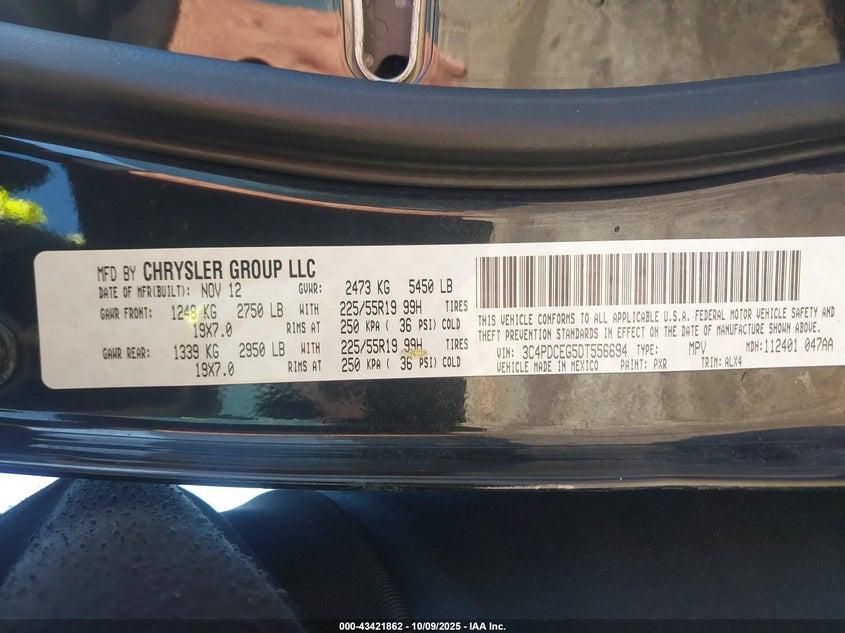 MFD BY CHRYSLER GROUP LLC
DATE OF MFR(BUILT): NOV 12 GVWR: 2473 KG 5450 LB
GAWR FRONT: 1248 KG 2750 LB WITH 225/55R19 99H TIRES
19X7.0 RIMS AT 250 KPA ( 36 PSI) COLD
GAWR REAR: 1339 KG 2950 LB WITH 225/55R19 99H TIRES
19X7.0 RIMS AT 250 KPA ( 36 PSI) COLD
THIS VEHICLE CONFORMS TO ALL APPLICABLE U.S.A. FEDERAL MOTOR VEHICLE SAFETY AND
THEFT PREVENTION STANDARDS IN EFFECT ON THE DATE OF MANUFACTURE SHOWN ABOVE.
VIN: 3C4PDCEG5DT556694 TYPE: MPV MDH: 112401 047AA
VEHICLE MADE IN MEXICO PAINT: PXR TRIM: ALX4
000-43421862 - 10/09/2025 - IAA Inc.